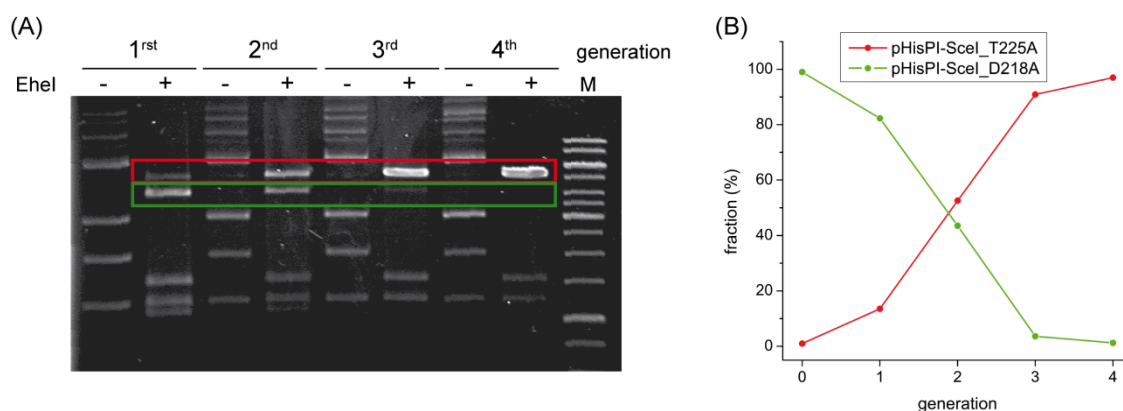 (A)
1rst 2nd 3rd 4th generation
EheI - + - + - + - + M
(B)
pHisPI-SceI_T225A
pHisPI-SceI_D218A
100
80
60
40
20
0
fraction (%)
0 1 2 3 4
generation